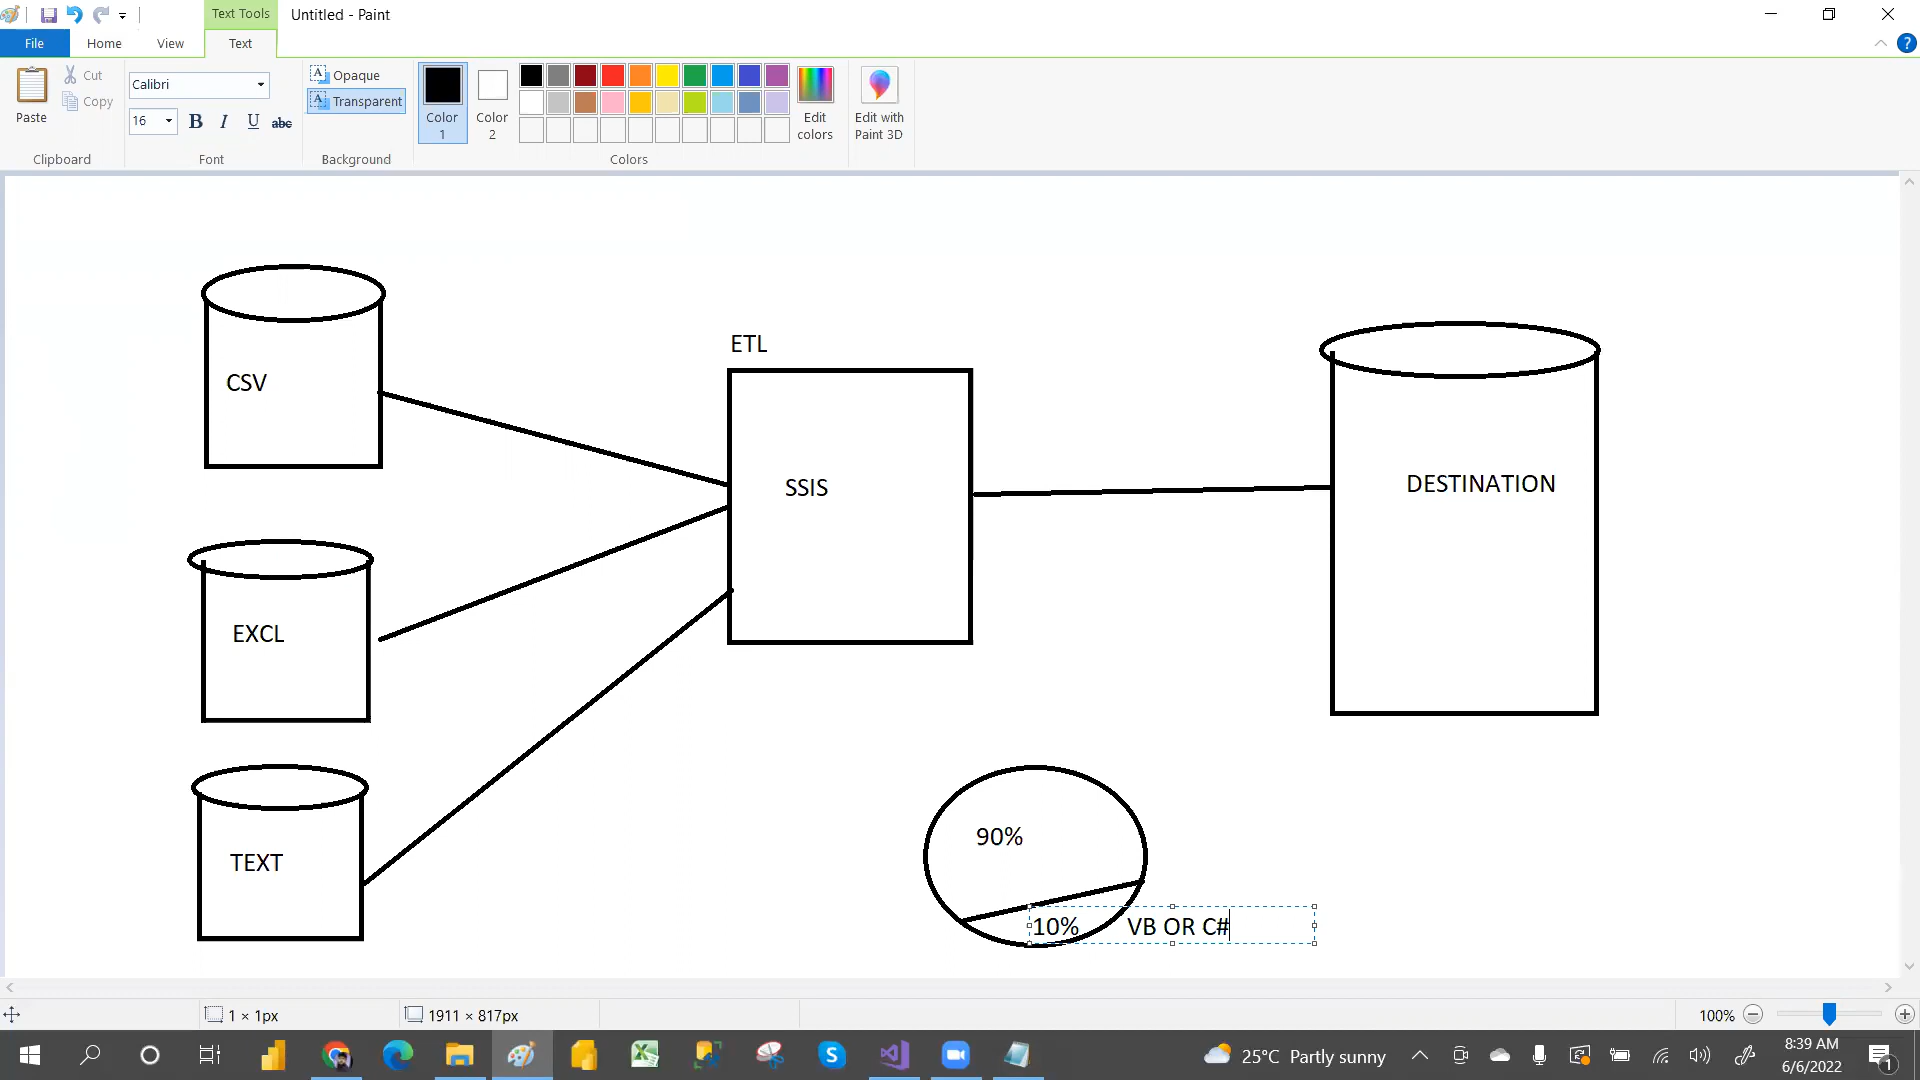 Text Tools
Untitled - Paint
File
Home
View
Text
Paste
Cut
Copy
Clipboard
Calibri
16
B I U abc
Font
Opaque
Transparent
Background
Color 1
Color 2
Edit colors
Colors
Edit with Paint 3D
CSV
ETL
SSIS
DESTINATION
EXCL
TEXT
90%
10% VB OR C#
1 × 1px
1911 × 817px
100%
25°C Partly sunny
8:39 AM
6/6/2022
1